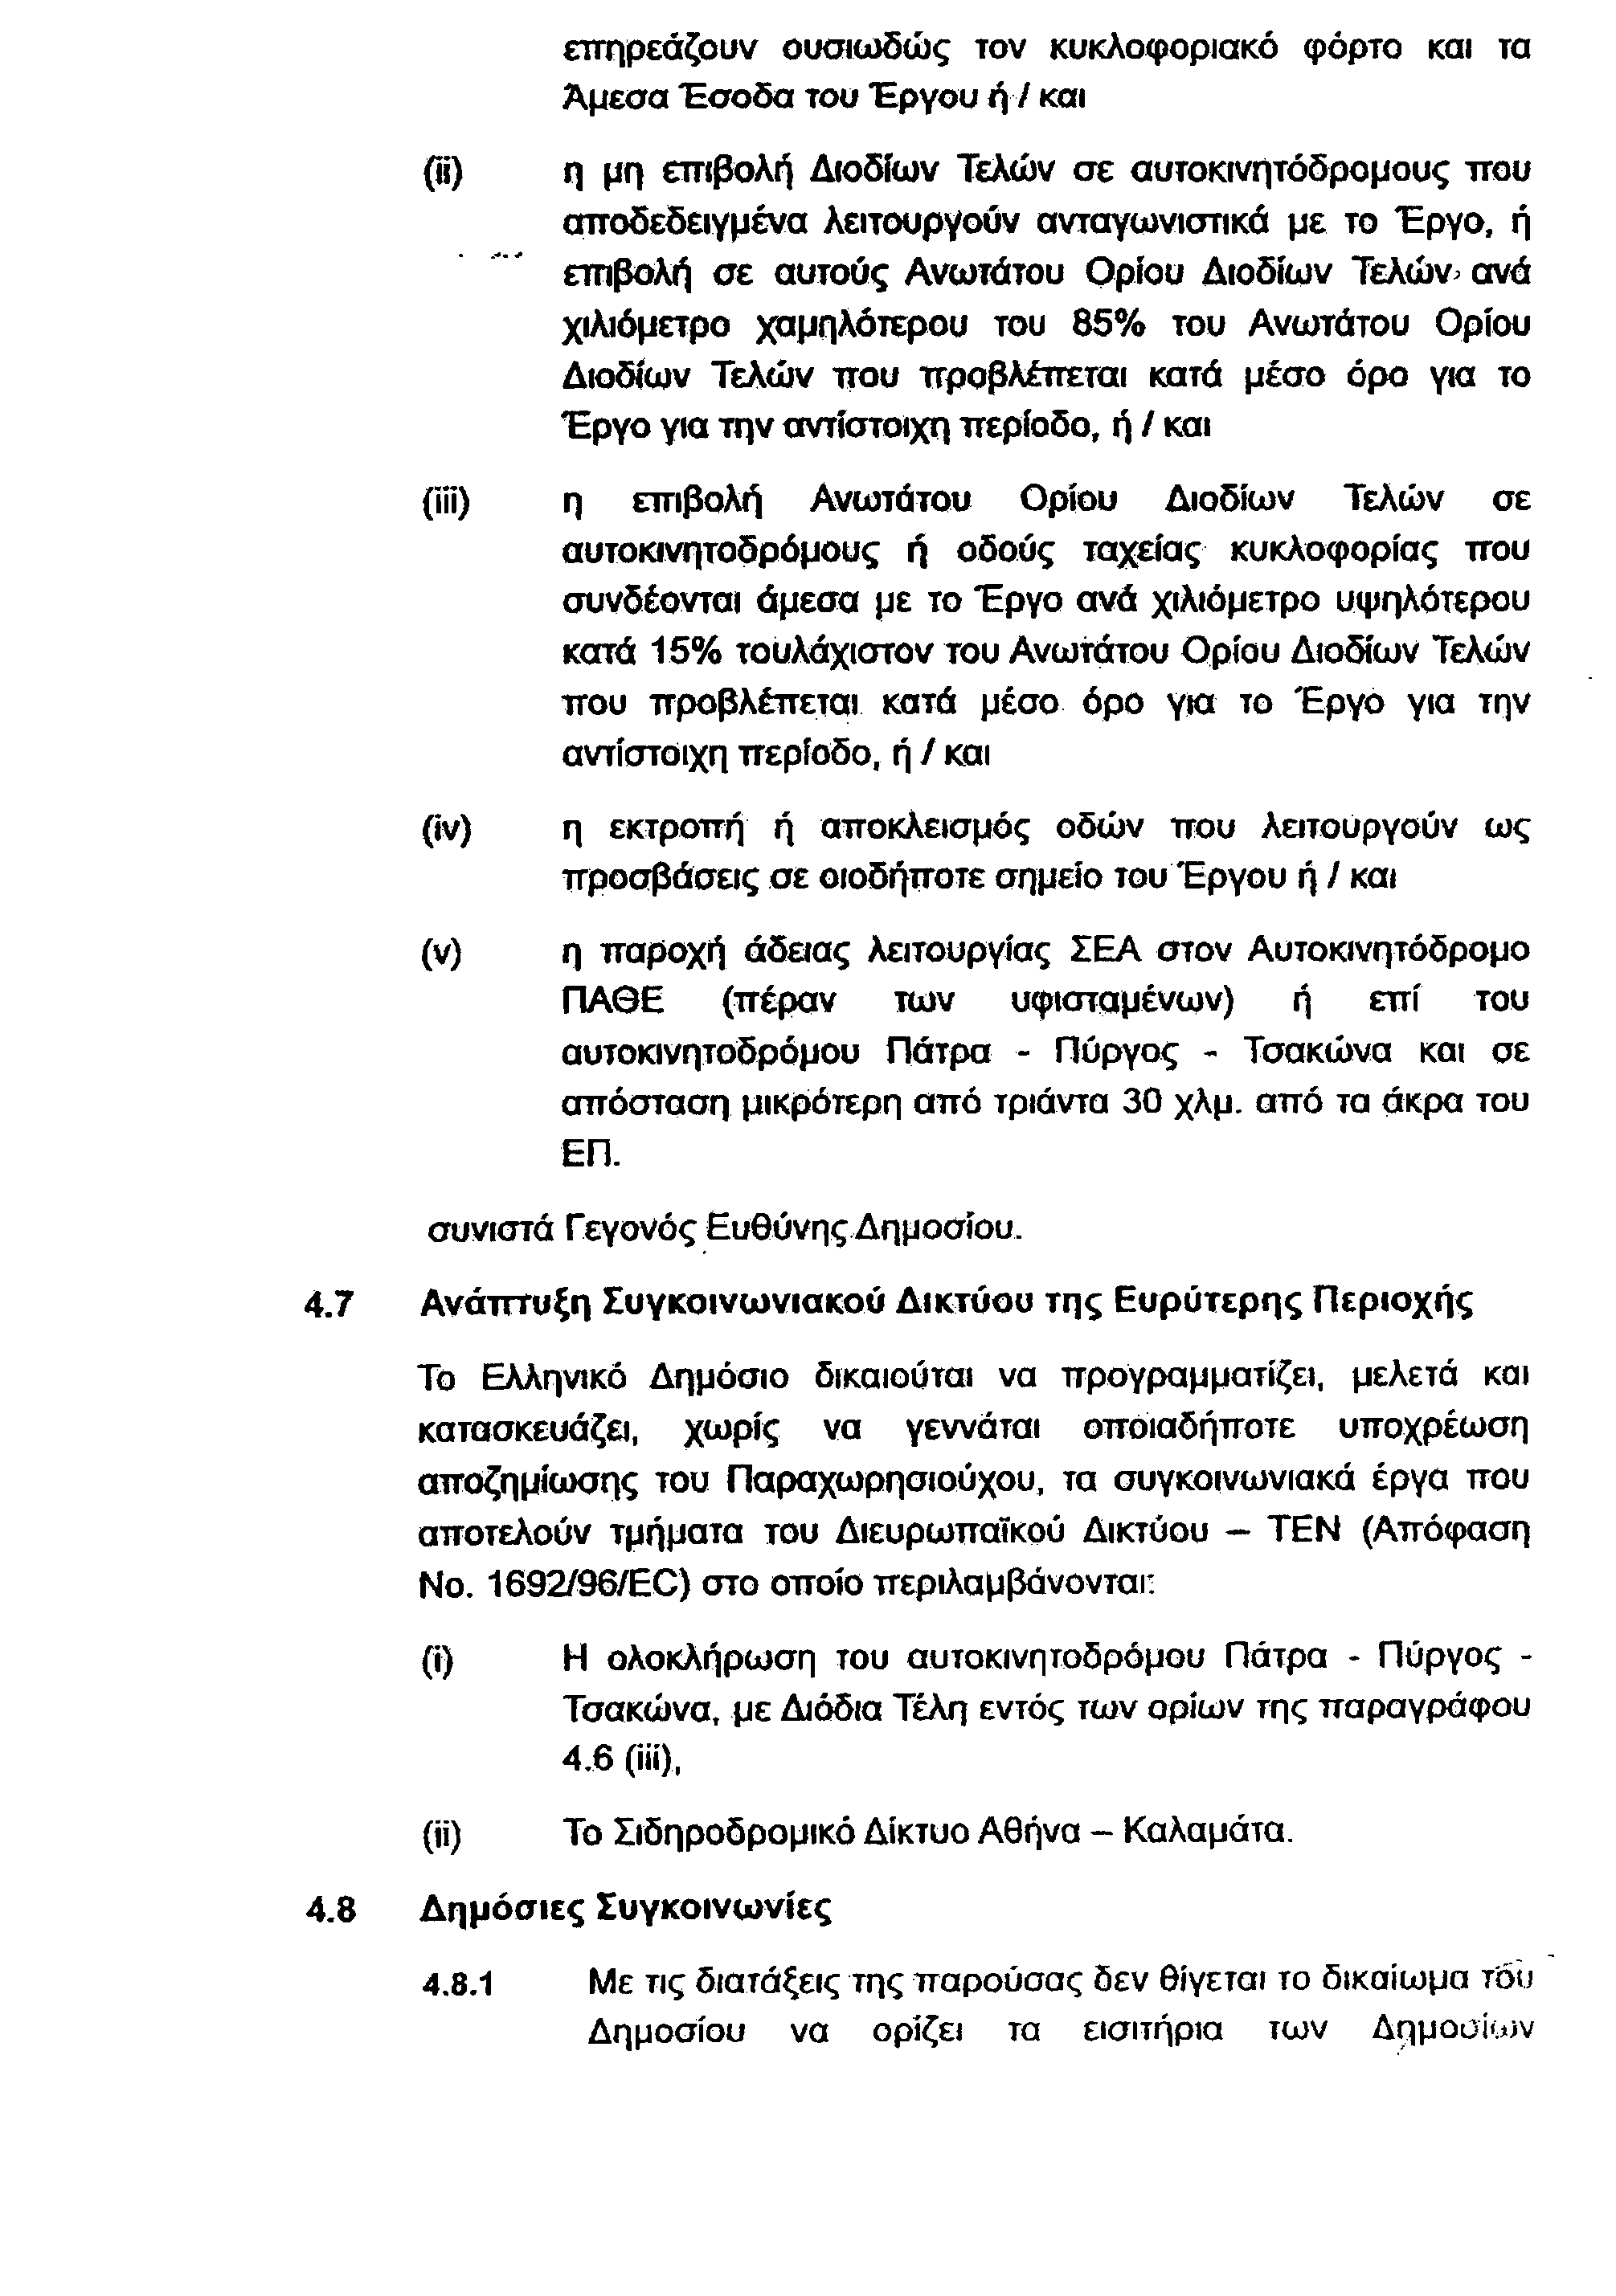 επηρεάζουν ουσιωδώς τον κυκλοφοριακό φόρτο και τα
Άμεσα Έσοδα του Έργου ή / και
(ii) η μη επιβολή Διοδίων Τελών σε αυτοκινητόδρομους που
αποδεδειγμένα λειτουργούν ανταγωνιστικά με το Έργο, ή
επιβολή σε αυτούς Ανωτάτου Ορίου Διοδίων Τελών ανά
χιλιόμετρο χαμηλότερου του 85% του Ανωτάτου Ορίου
Διοδίων Τελών που προβλέπεται κατά μέσο όρο για το
Έργο για την αντίστοιχη περίοδο, ή / και
(iii) η επιβολή Ανωτάτου Ορίου Διοδίων Τελών σε
αυτοκινητοδρόμους ή οδούς ταχείας κυκλοφορίας που
συνδέονται άμεσα με το Έργο ανά χιλιόμετρο υψηλότερου
κατά 15% τουλάχιστον του Ανωτάτου Ορίου Διοδίων Τελών
που προβλέπεται κατά μέσο όρο για το Έργο για την
αντίστοιχη περίοδο, ή / και
(iv) η εκτροπή ή αποκλεισμός οδών που λειτουργούν ως
προσβάσεις σε οιοδήποτε σημείο του Έργου ή / και
(v) η παροχή άδειας λειτουργίας ΣΕΑ στον Αυτοκινητόδρομο
ΠΑΘΕ (πέραν των υφισταμένων) ή επί του
αυτοκινητοδρόμου Πάτρα - Πύργος - Τσακώνα και σε
απόσταση μικρότερη από τριάντα 30 χλμ. από τα άκρα του
ΕΠ.
συνιστά Γεγονός Ευθύνης Δημοσίου.
4.7 Ανάπτυξη Συγκοινωνιακού Δικτύου της Ευρύτερης Περιοχής
Το Ελληνικό Δημόσιο δικαιούται να προγραμματίζει, μελετά και
κατασκευάζει, χωρίς να γεννάται οποιαδήποτε υποχρέωση
αποζημίωσης του Παραχωρησιούχου, τα συγκοινωνιακά έργα που
αποτελούν τμήματα του Διευρωπαϊκού Δικτύου – TEN (Απόφαση
No. 1692/96/EC) στο οποίο περιλαμβάνονται:
(i) Η ολοκλήρωση του αυτοκινητοδρόμου Πάτρα - Πύργος -
Τσακώνα, με Διόδια Τέλη εντός των ορίων της παραγράφου
4.6 (iii),
(ii) Το Σιδηροδρομικό Δίκτυο Αθήνα – Καλαμάτα.
4.8 Δημόσιες Συγκοινωνίες
4.8.1 Με τις διατάξεις της παρούσας δεν θίγεται το δικαίωμα του
Δημοσίου να ορίζει τα εισιτήρια των Δημοσίων